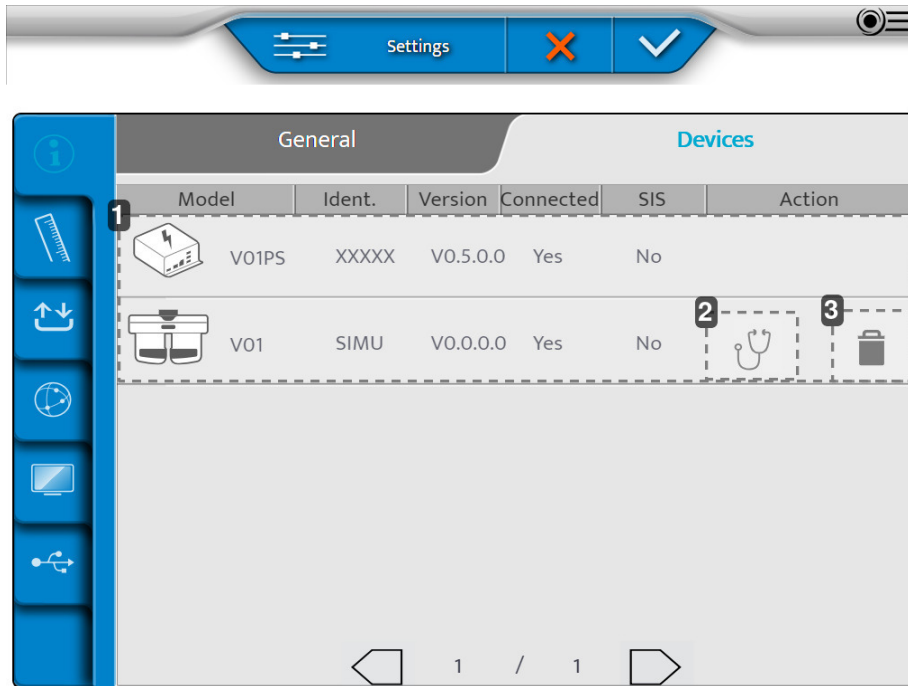 Settings
General Devices
Model Ident. Version Connected SIS Action
1
V01PS XXXXX V0.5.0.0 Yes No
2 3
V01 SIMU V0.0.0.0 Yes No
1 / 1